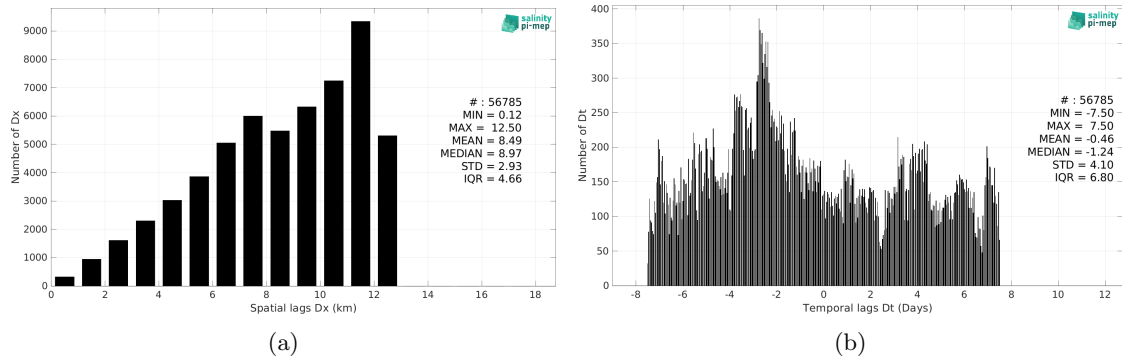 salinity
pi-mep
9000
8000
7000
6000
5000
4000
3000
2000
1000
0
Number of Dx
# : 56785
MIN = 0.12
MAX = 12.50
MEAN = 8.49
MEDIAN = 8.97
STD = 2.93
IQR = 4.66
0 2 4 6 8 10 12 14 16 18
Spatial lags Dx (km)
(a)
salinity
pi-mep
400
350
300
250
200
150
100
50
0
Number of Dt
# : 56785
MIN = -7.50
MAX = 7.50
MEAN = -0.46
MEDIAN = -1.24
STD = 4.10
IQR = 6.80
-8 -6 -4 -2 0 2 4 6 8 10 12
Temporal lags Dt (Days)
(b)